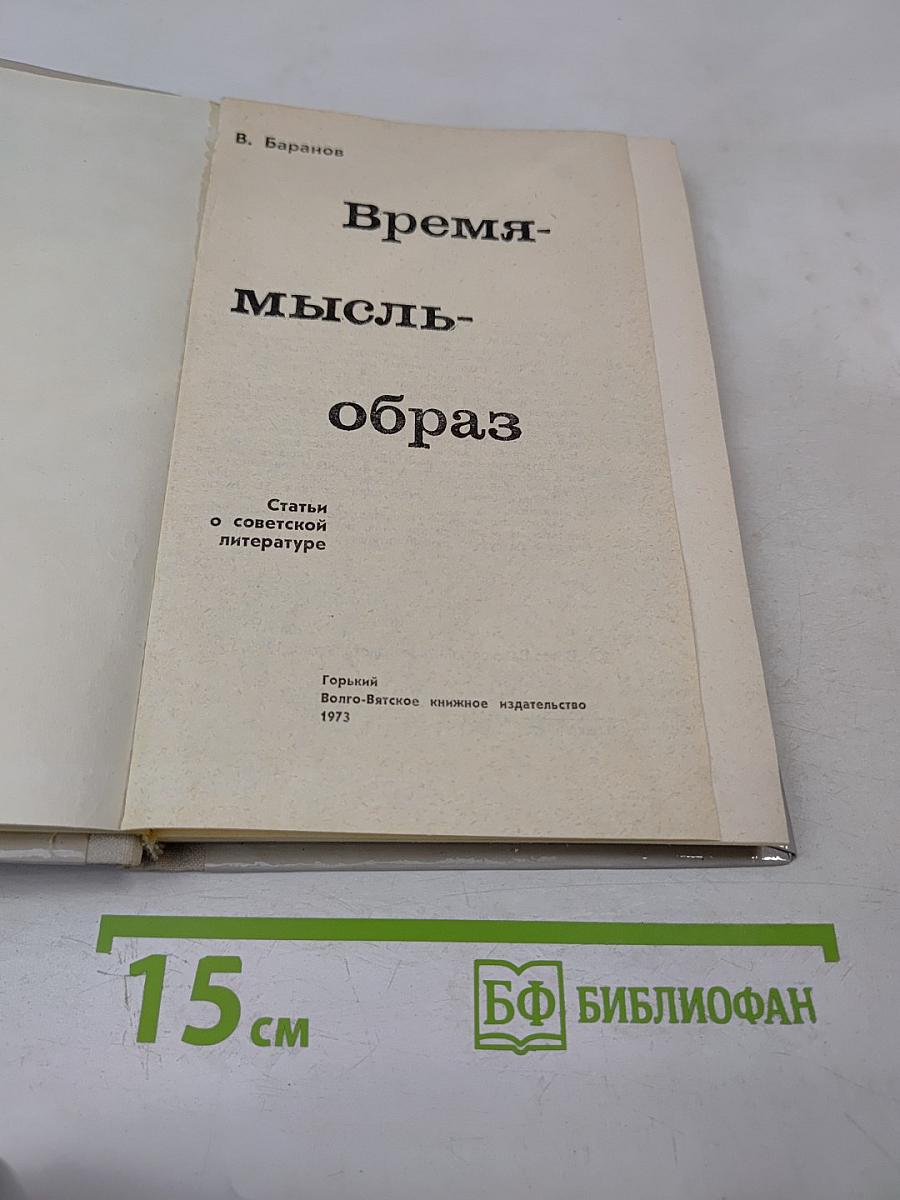 В. Баранов
Время-
мысль-
образ
Статьи
о советской
литературе
Горький
Волго-Вятское книжное издательство
1973
15 см
БФ БИБЛИОФАН